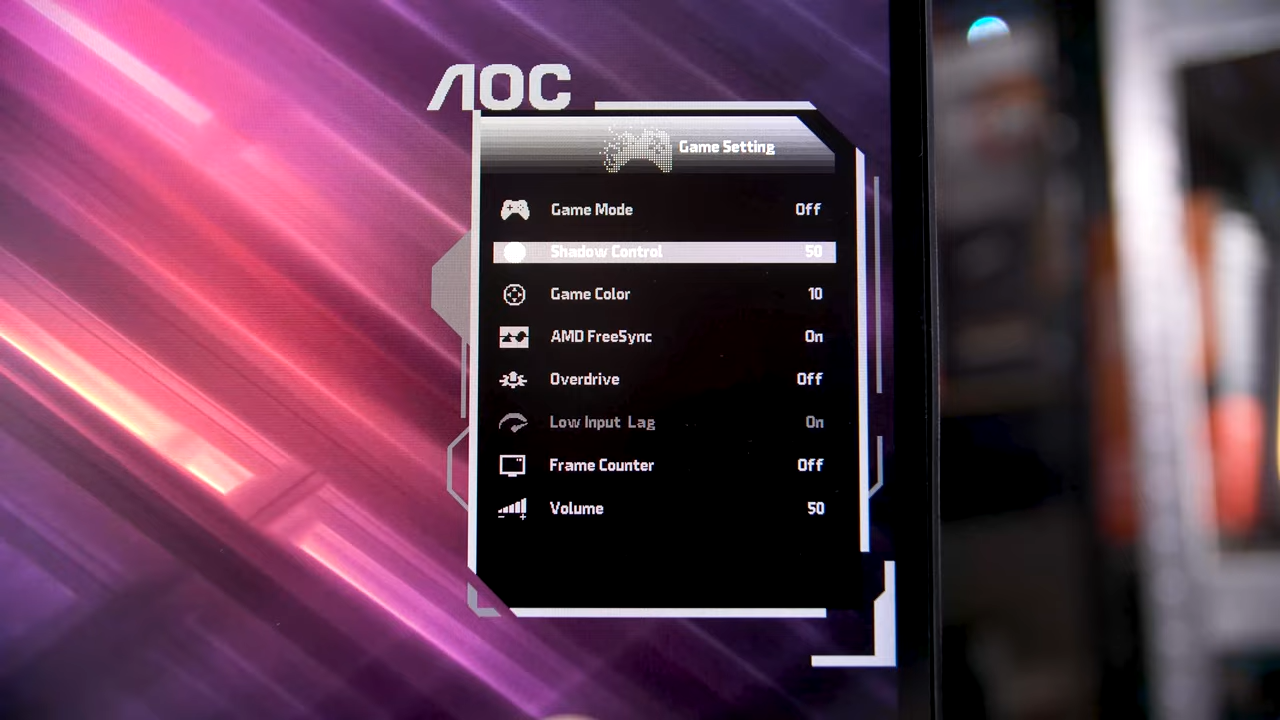 AOC
Game Setting
Game Mode Off
Shadow Control 50
Game Color 10
AMD FreeSync On
Overdrive Off
Low Input Lag On
Frame Counter Off
Volume 50